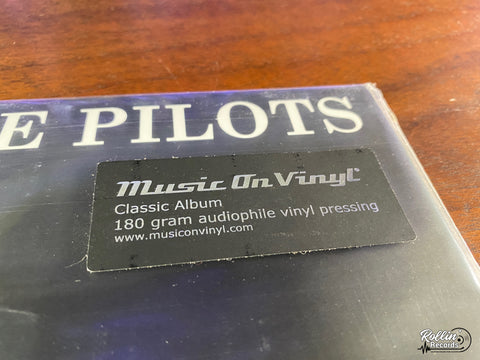 E PILOTS
Music On Vinyl
Classic Album
180 gram audiophile vinyl pressing
www.musiconvinyl.com
Rollin'
Records